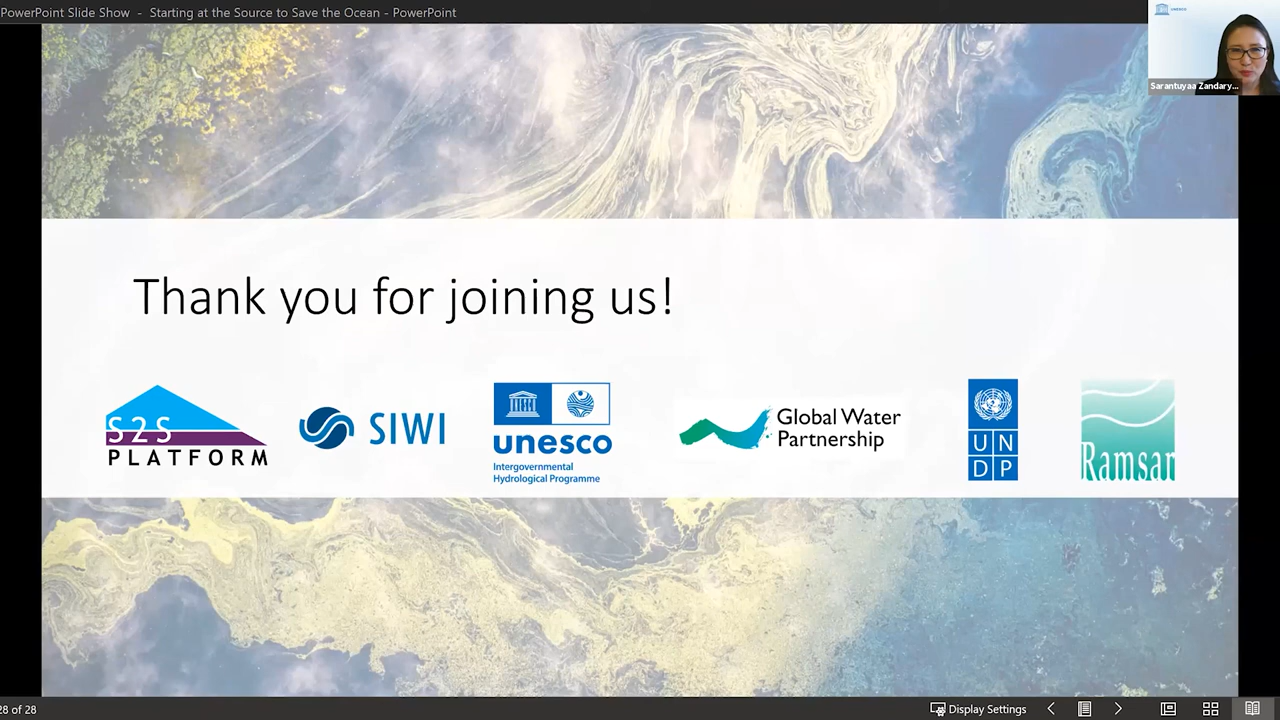 PowerPoint Slide Show - Starting at the Source to Save the Ocean - PowerPoint
UNESCO
Sarantuyaa Zandary...
Thank you for joining us!
S2S
PLATFORM
SIWI
unesco
Intergovernmental
Hydrological Programme
Global Water
Partnership
UN
DP
Ramsar
28 of 28
Display Settings